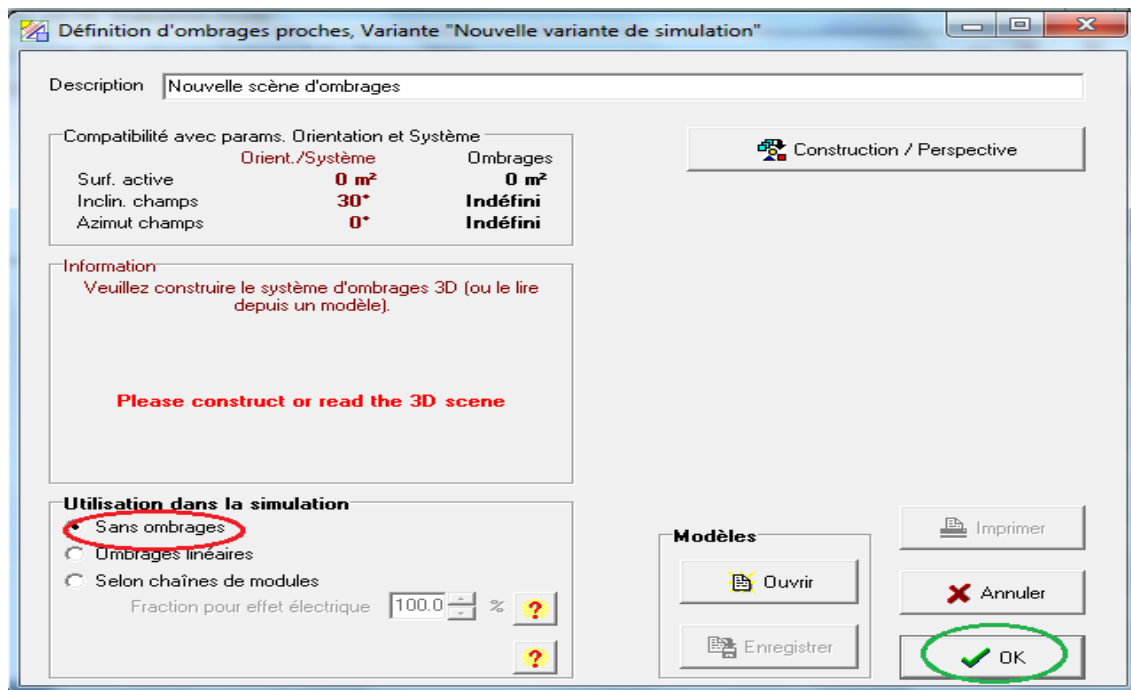 Définition d'ombrages proches, Variante "Nouvelle variante de simulation"
Description Nouvelle scène d'ombrages
Compatibilité avec params. Orientation et Système
Orient./Système Ombrages
Surf. active 0 m² 0 m²
Inclin. champs 30° Indéfini
Azimut champs 0° Indéfini
Construction / Perspective
Information
Veuillez construire le système d'ombrages 3D (ou le lire
depuis un modèle).
Please construct or read the 3D scene
Utilisation dans la simulation
Sans ombrages
Ombrages linéaires
Selon chaînes de modules
Fraction pour effet électrique 100.0 % ?
?
Modèles
Ouvrir
Enregistrer
Imprimer
Annuler
OK